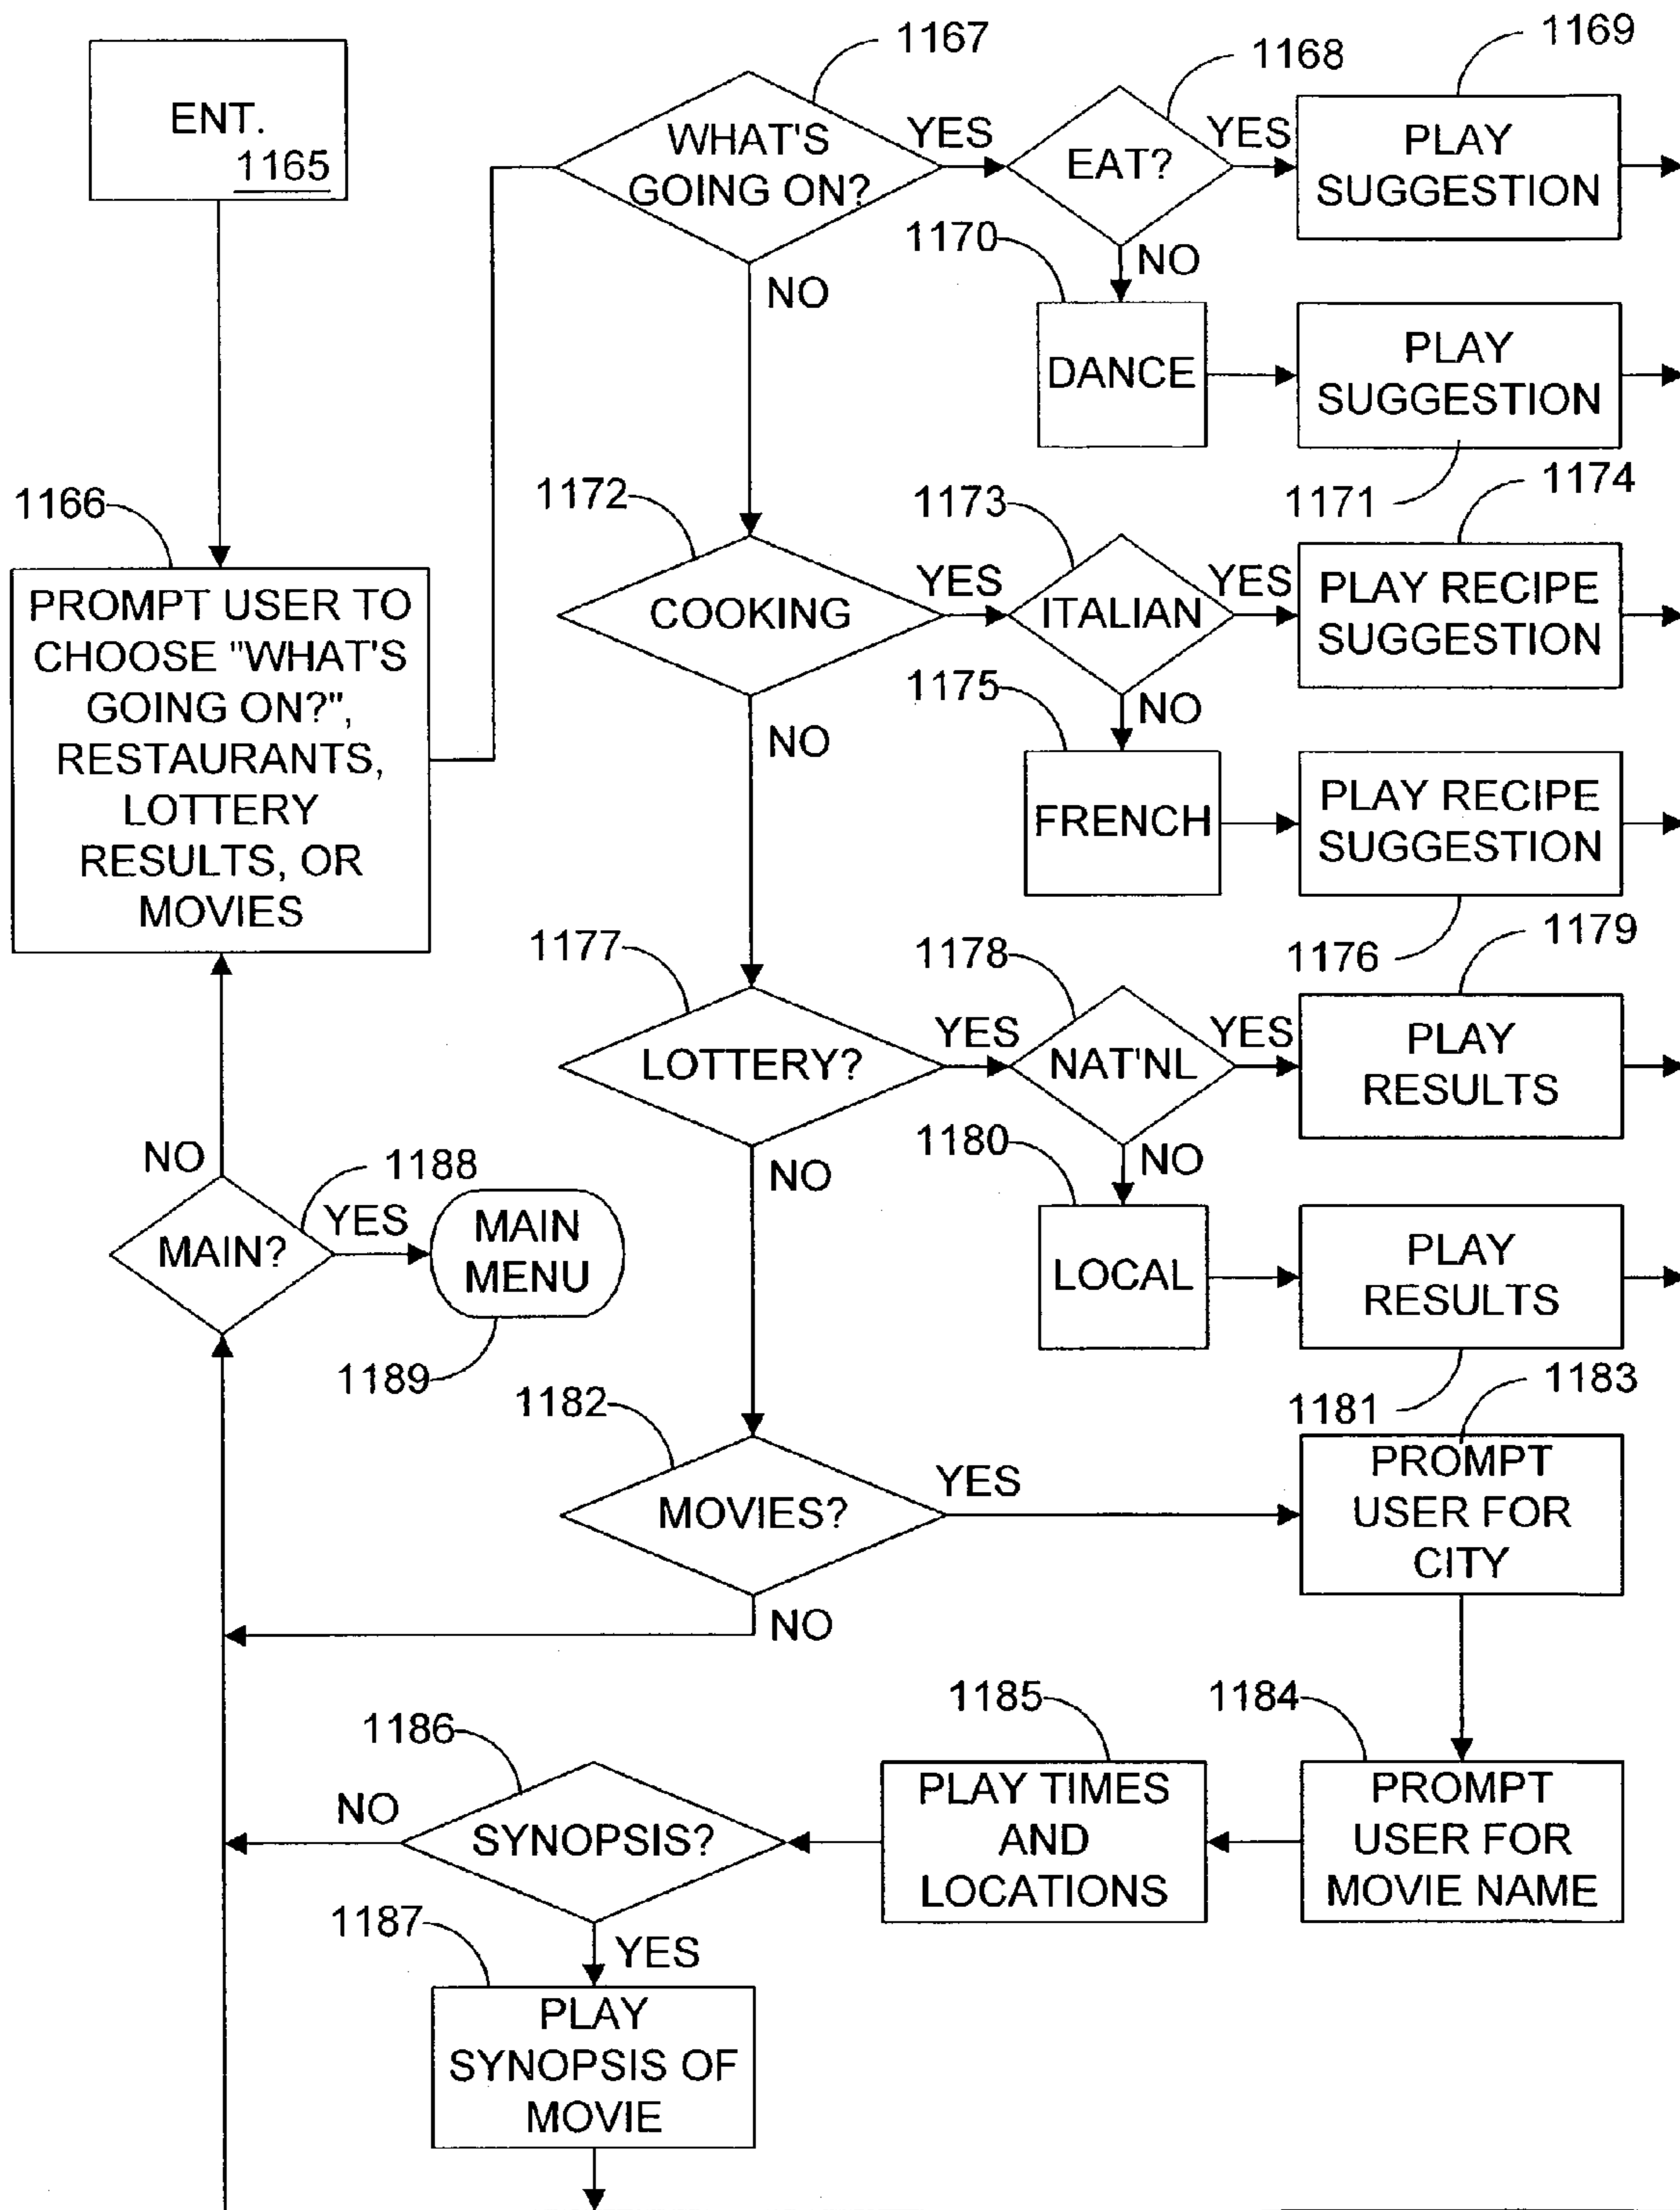 ENT.
1165
1166
PROMPT USER TO
CHOOSE "WHAT'S
GOING ON?",
RESTAURANTS,
LOTTERY
RESULTS, OR
MOVIES
1167
WHAT'S
GOING ON?
YES
NO
1168
EAT?
YES
NO
1169
PLAY
SUGGESTION
1170
DANCE
PLAY
SUGGESTION
1171
1172
COOKING
YES
NO
1173
ITALIAN
YES
NO
1174
PLAY RECIPE
SUGGESTION
1175
FRENCH
PLAY RECIPE
SUGGESTION
1176
1177
LOTTERY?
YES
NO
1178
NAT'NL
YES
NO
1179
PLAY
RESULTS
1180
LOCAL
PLAY
RESULTS
1181
NO
1188
MAIN?
YES
MAIN
MENU
1189
1182
MOVIES?
YES
NO
1183
PROMPT
USER FOR
CITY
1184
PROMPT
USER FOR
MOVIE NAME
1185
PLAY TIMES
AND
LOCATIONS
1186
SYNOPSIS?
NO
YES
1187
PLAY
SYNOPSIS OF
MOVIE